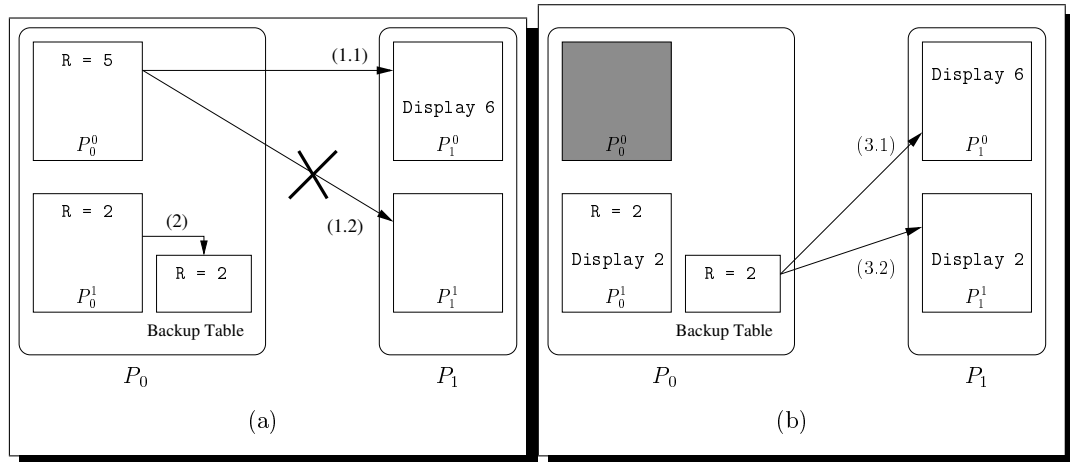 R = 5
(1.1)
Display 6
P_0^0
P_1^0
R = 2
(2)
(1.2)
R = 2
P_0^1
P_1^1
Backup Table
P_0
P_1
(a)
Display 6
P_0^0
(3.1)
P_1^0
R = 2
Display 2
R = 2
(3.2)
Display 2
P_0^1
P_1^1
Backup Table
P_0
P_1
(b)